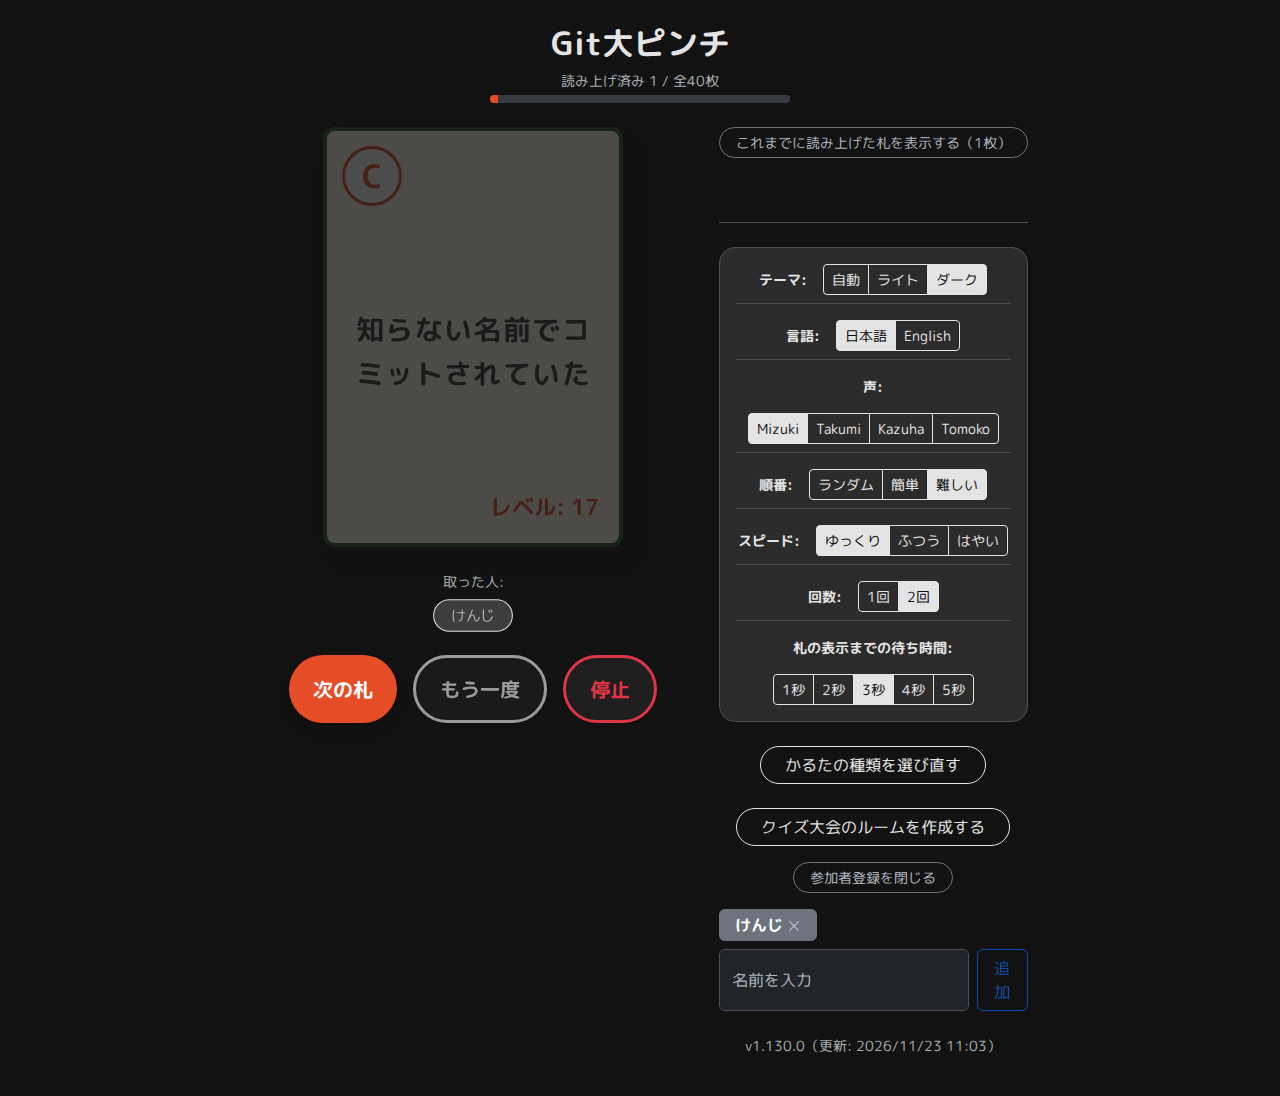 Git大ピンチ
読み上げ済み 1 / 全40枚
C
知らない名前でコ
ミットされていた
レベル: 17
取った人:
けんじ
次の札
もう一度
停止
これまでに読み上げた札を表示する（1枚）
テーマ: 自動 ライト ダーク
言語: 日本語 English
声:
Mizuki Takumi Kazuha Tomoko
順番: ランダム 簡単 難しい
スピード: ゆっくり ふつう はやい
回数: 1回 2回
札の表示までの待ち時間:
1秒 2秒 3秒 4秒 5秒
かるたの種類を選び直す
クイズ大会のルームを作成する
参加者登録を閉じる
けんじ ×
名前を入力
追
加
v1.130.0（更新: 2026/11/23 11:03）